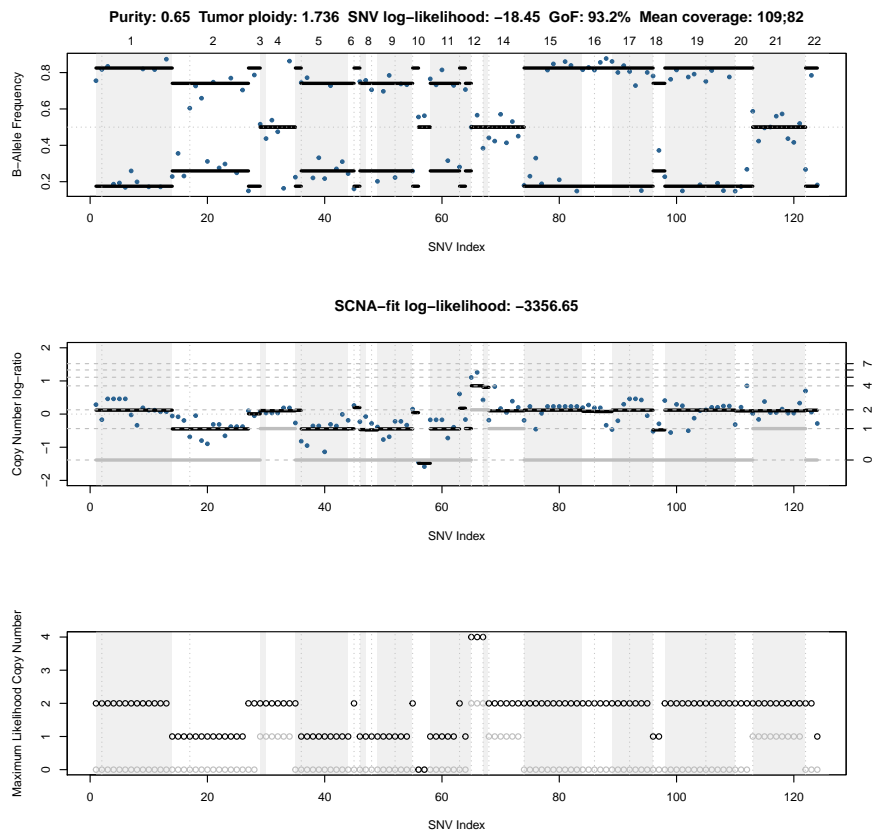 Purity: 0.65 Tumor ploidy: 1.736 SNV log−likelihood: −18.45 GoF: 93.2% Mean coverage: 109;82
1 2 3 4 5 6 8 9 10 11 12 14 15 16 17 18 19 20 21 22
B−Allele Frequency
0.8
0.6
0.4
0.2
0 20 40 60 80 100 120
SNV Index
SCNA−fit log−likelihood: −3356.65
Copy Number log−ratio
2
1
0
−1
−2
7
4
2
1
0
0 20 40 60 80 100 120
SNV Index
Maximum Likelihood Copy Number
4
3
2
1
0
0 20 40 60 80 100 120
SNV Index